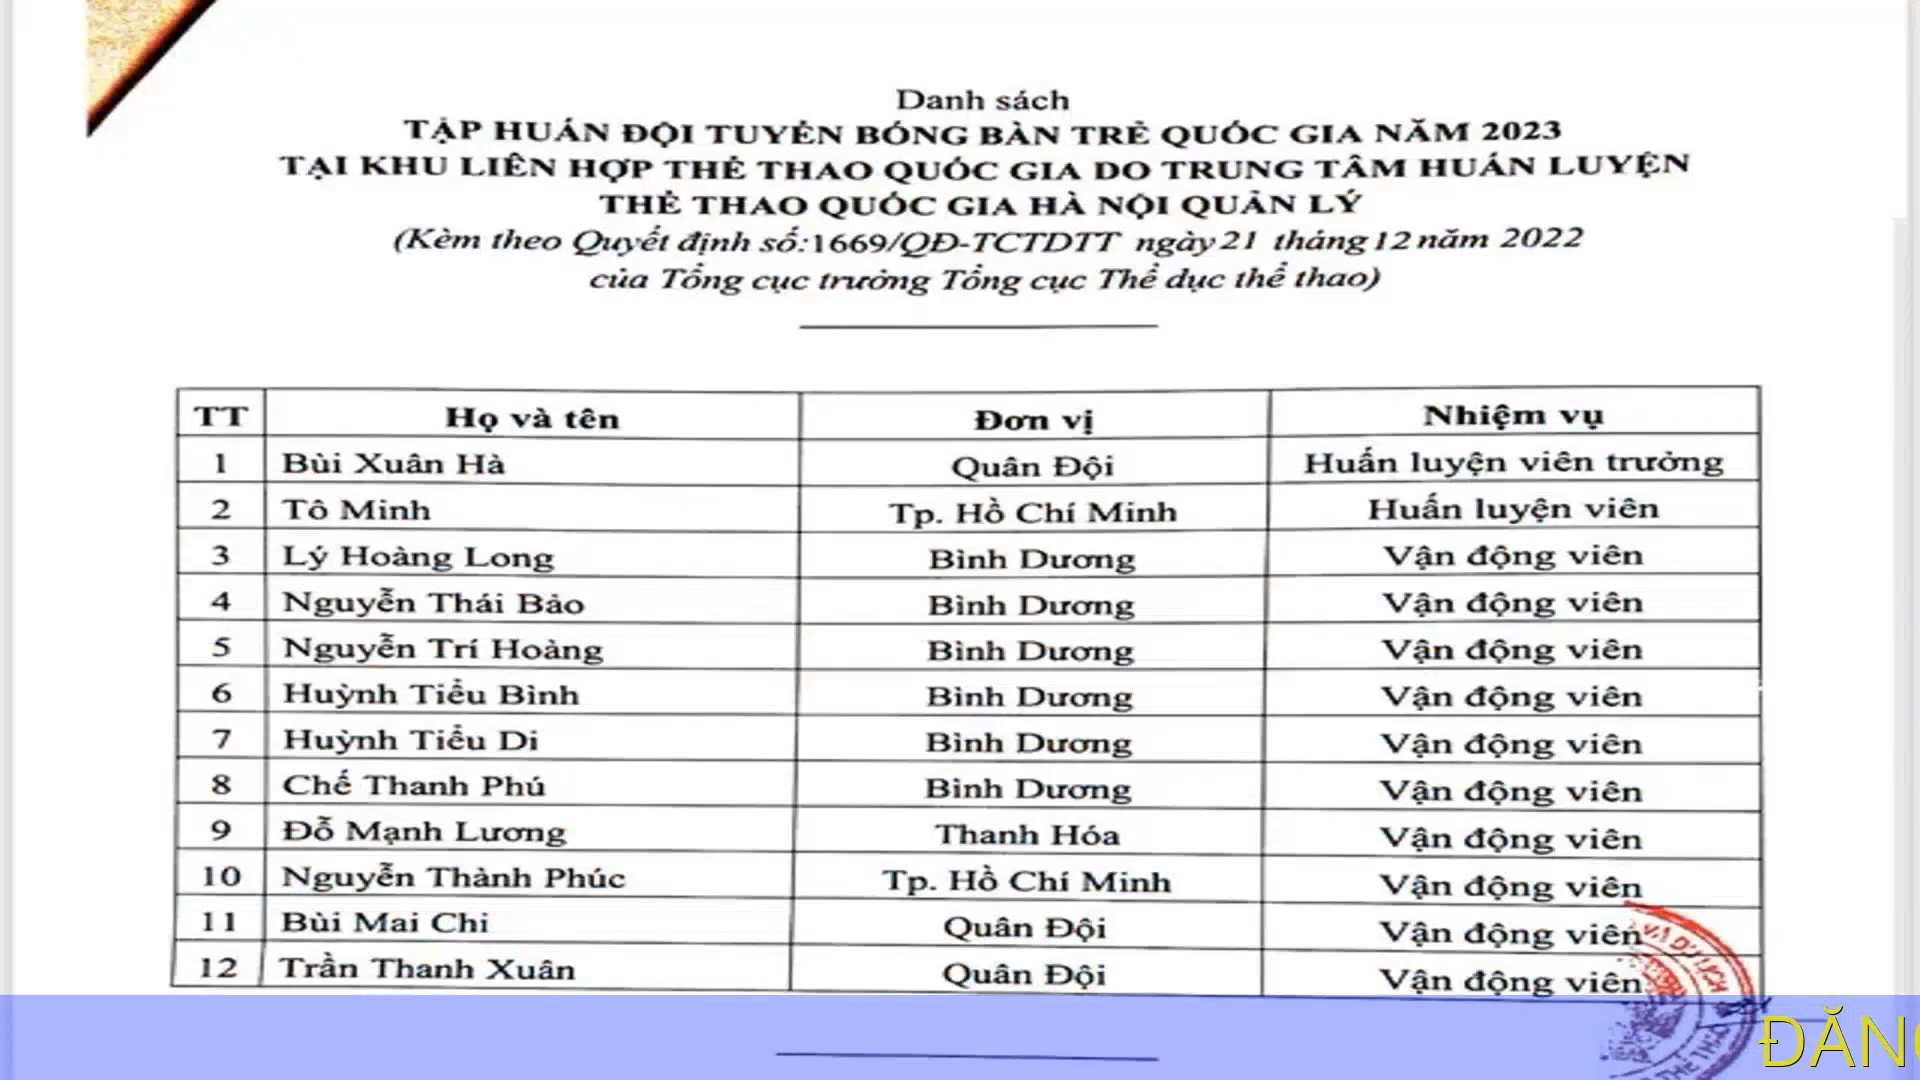 Danh sách
TẬP HUẤN ĐỘI TUYỂN BÓNG BÀN TRẺ QUỐC GIA NĂM 2023
TẠI KHU LIÊN HỢP THỂ THAO QUỐC GIA DO TRUNG TÂM HUẤN LUYỆN
THỂ THAO QUỐC GIA HÀ NỘI QUẢN LÝ
(Kèm theo Quyết định số:1669/QĐ-TCTDTT ngày 21 tháng 12 năm 2022
của Tổng cục trưởng Tổng cục Thể dục thể thao)
TT Họ và tên Đơn vị Nhiệm vụ
1 Bùi Xuân Hà Quân Đội Huấn luyện viên trưởng
2 Tô Minh Tp. Hồ Chí Minh Huấn luyện viên
3 Lý Hoàng Long Bình Dương Vận động viên
4 Nguyễn Thái Bảo Bình Dương Vận động viên
5 Nguyễn Trí Hoàng Bình Dương Vận động viên
6 Huỳnh Tiểu Bình Bình Dương Vận động viên
7 Huỳnh Tiểu Di Bình Dương Vận động viên
8 Chế Thanh Phú Bình Dương Vận động viên
9 Đỗ Mạnh Lương Thanh Hóa Vận động viên
10 Nguyễn Thành Phúc Tp. Hồ Chí Minh Vận động viên
11 Bùi Mai Chi Quân Đội Vận động viên
12 Trần Thanh Xuân Quân Đội Vận động viên
VÀ DU LỊCH
THỂ THAO
ĐĂN